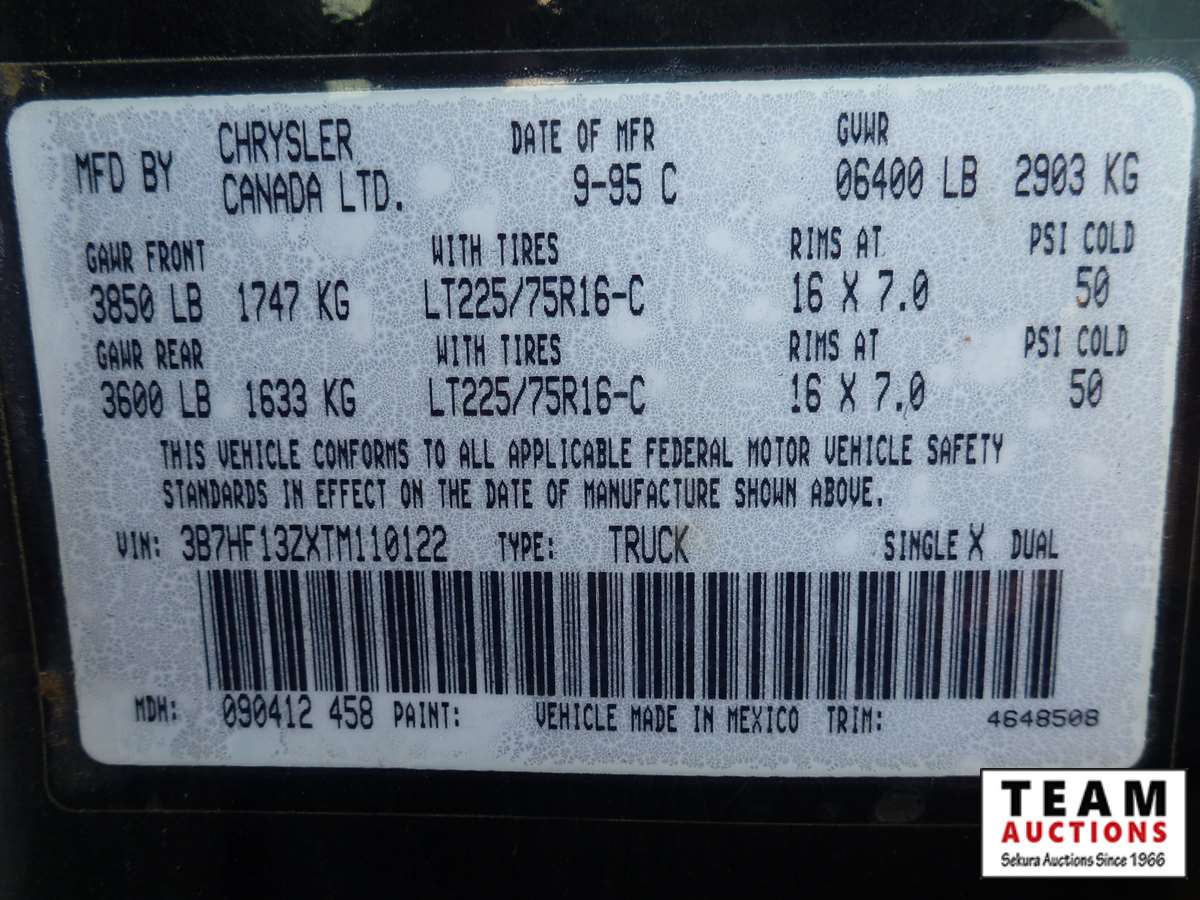 MFD BY CHRYSLER CANADA LTD. DATE OF MFR 9-95 C GVWR 06400 LB 2903 KG
GAWR FRONT WITH TIRES RIMS AT PSI COLD
3850 LB 1747 KG LT225/75R16-C 16 X 7.0 50
GAWR REAR WITH TIRES RIMS AT PSI COLD
3600 LB 1633 KG LT225/75R16-C 16 X 7.0 50
THIS VEHICLE CONFORMS TO ALL APPLICABLE FEDERAL MOTOR VEHICLE SAFETY
STANDARDS IN EFFECT ON THE DATE OF MANUFACTURE SHOWN ABOVE.
VIN: 3B7HF13ZXTM110122 TYPE: TRUCK SINGLE X DUAL
MDH: 090412 458 PAINT: VEHICLE MADE IN MEXICO TRIM: 4648508
TEAM
AUCTIONS
Sekura Auctions Since 1966